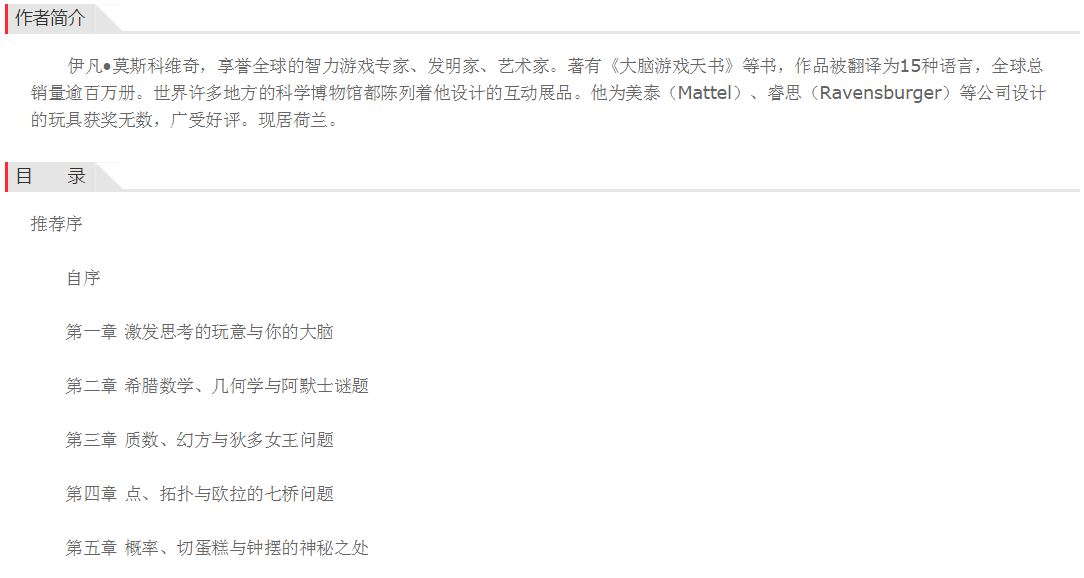 作者简介
伊凡●莫斯科维奇，享誉全球的智力游戏专家、发明家、艺术家。著有《大脑游戏天书》等书，作品被翻译为15种语言，全球总
销量逾百万册。世界许多地方的科学博物馆都陈列着他设计的互动展品。他为美泰（Mattel）、睿思（Ravensburger）等公司设计
的玩具获奖无数，广受好评。现居荷兰。
目 录
推荐序
自序
第一章 激发思考的玩意与你的大脑
第二章 希腊数学、几何学与阿默士谜题
第三章 质数、幻方与狄多女王问题
第四章 点、拓扑与欧拉的七桥问题
第五章 概率、切蛋糕与钟摆的神秘之处